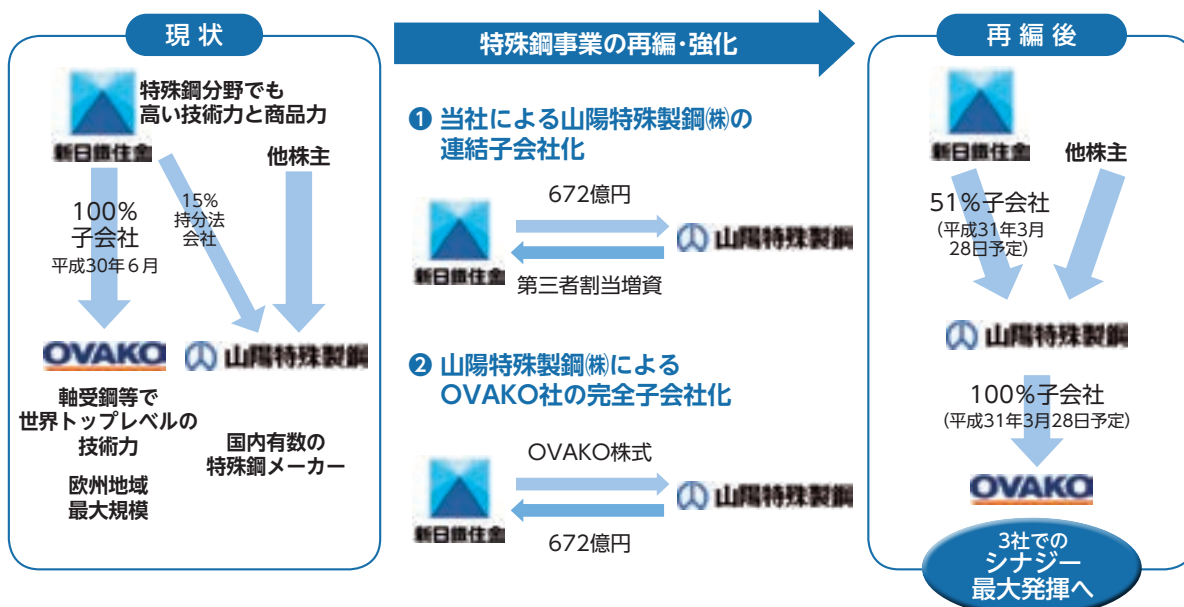 現状
特殊鋼分野でも
高い技術力と商品力
新日鐵住金
他株主
100%
子会社
平成30年6月
15%
持分法
会社
OVAKO
山陽特殊製鋼
軸受鋼等で
世界トップレベルの
技術力
欧州地域
最大規模
国内有数の
特殊鋼メーカー
特殊鋼事業の再編・強化
❶ 当社による山陽特殊製鋼㈱の
連結子会社化
672億円
新日鐵住金
山陽特殊製鋼
第三者割当増資
❷ 山陽特殊製鋼㈱による
OVAKO社の完全子会社化
OVAKO株式
新日鐵住金
山陽特殊製鋼
672億円
再編後
新日鐵住金
他株主
51%子会社
(平成31年3月
28日予定)
山陽特殊製鋼
100%子会社
(平成31年3月28日予定)
OVAKO
3社での
シナジー
最大発揮へ